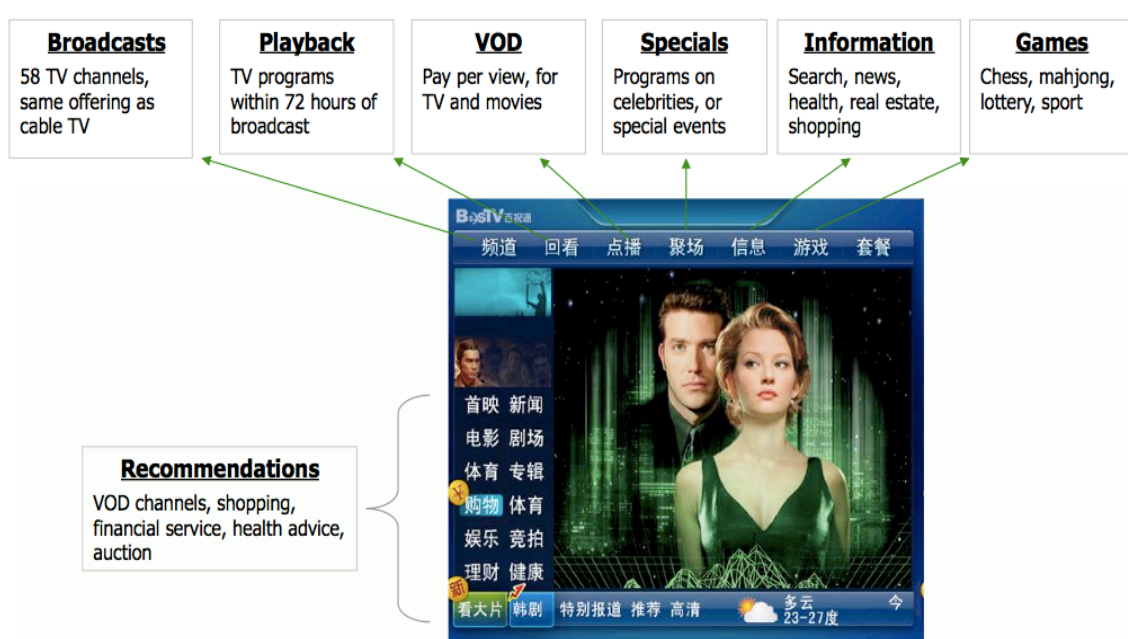 Broadcasts
58 TV channels,
same offering as
cable TV
Playback
TV programs
within 72 hours of
broadcast
VOD
Pay per view, for
TV and movies
Specials
Programs on
celebrities, or
special events
Information
Search, news,
health, real estate,
shopping
Games
Chess, mahjong,
lottery, sport
BesTV百视通
频道 回看 点播 聚场 信息 游戏 套餐
首映 新闻
电影 剧场
体育 专辑
购物 体育
娱乐 竞拍
理财 健康
Recommendations
VOD channels, shopping,
financial service, health advice,
auction
新
看大片 韩剧 特别报道 推荐 高清
多云
23-27度
今